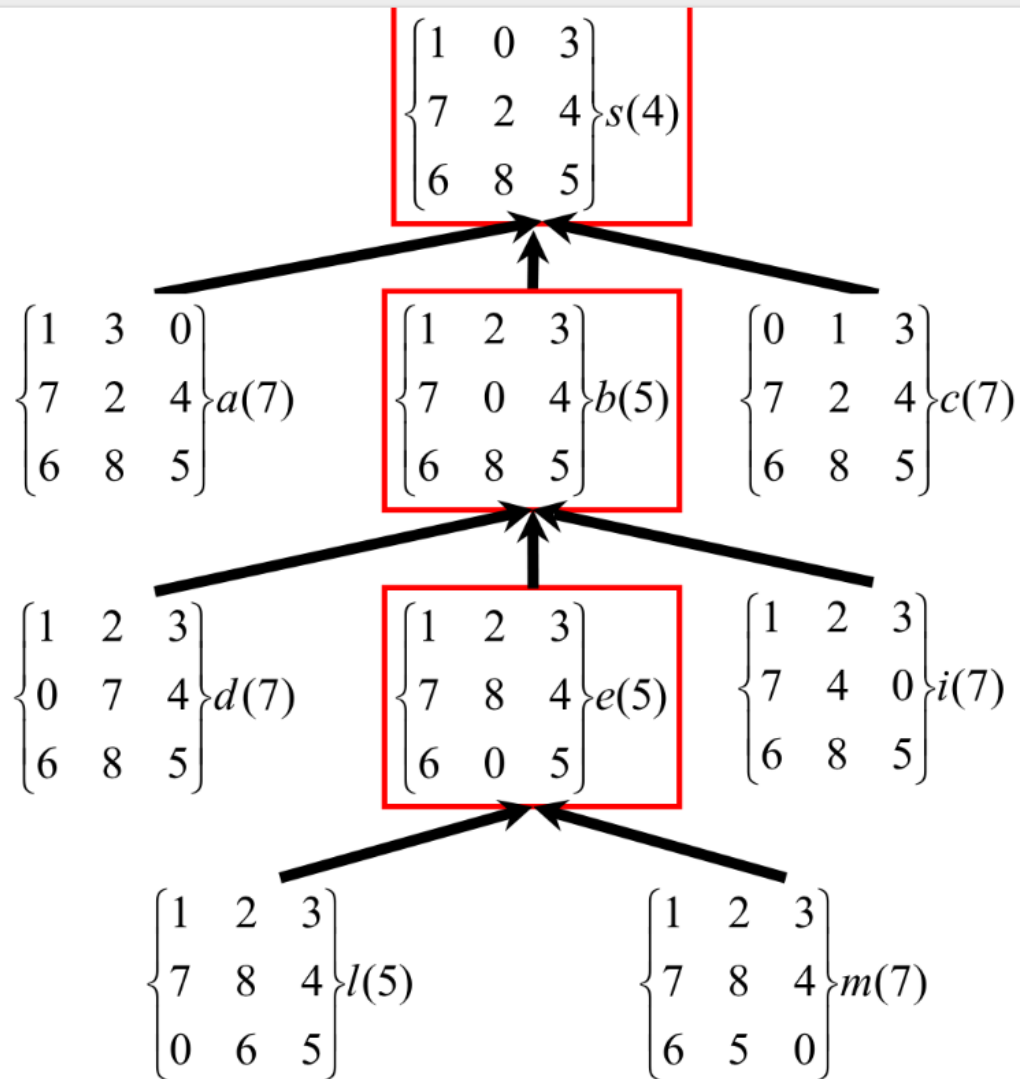 1 0 3
7 2 4 s(4)
6 8 5
1 3 0
7 2 4 a(7)
6 8 5
1 2 3
7 0 4 b(5)
6 8 5
0 1 3
7 2 4 c(7)
6 8 5
1 2 3
0 7 4 d(7)
6 8 5
1 2 3
7 8 4 e(5)
6 0 5
1 2 3
7 4 0 i(7)
6 8 5
1 2 3
7 8 4 l(5)
0 6 5
1 2 3
7 8 4 m(7)
6 5 0